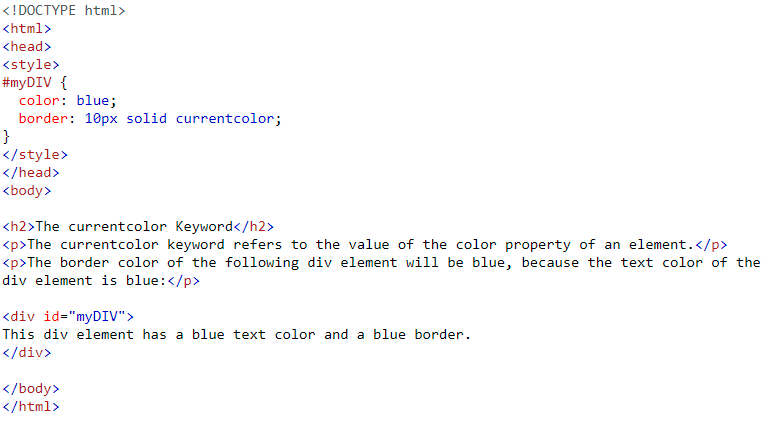 <!DOCTYPE html>
<html>
<head>
<style>
#myDIV {
  color: blue;
  border: 10px solid currentcolor;
}
</style>
</head>
<body>

<h2>The currentcolor Keyword</h2>
<p>The currentcolor keyword refers to the value of the color property of an element.</p>
<p>The border color of the following div element will be blue, because the text color of the
div element is blue:</p>

<div id="myDIV">
This div element has a blue text color and a blue border.
</div>

</body>
</html>